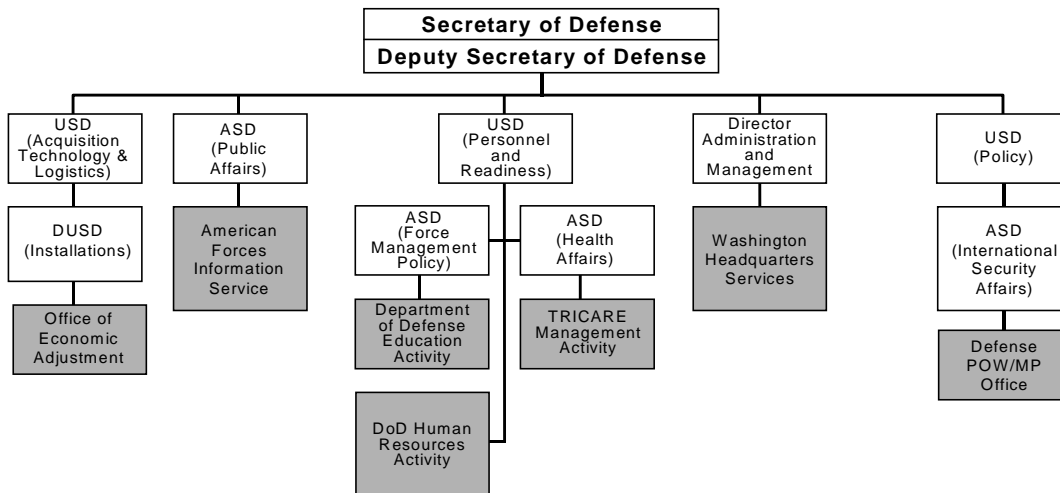 Secretary of Defense
Deputy Secretary of Defense
USD
(Acquisition
Technology &
Logistics)
ASD
(Public
Affairs)
USD
(Personnel
and
Readiness)
Director
Administration
and
Management
USD
(Policy)
DUSD
(Installations)
American
Forces
Information
Service
ASD
(Force
Management
Policy)
ASD
(Health
Affairs)
Washington
Headquarters
Services
ASD
(International
Security
Affairs)
Office of
Economic
Adjustment
Department
of Defense
Education
Activity
TRICARE
Management
Activity
Defense
POW/MP
Office
DoD Human
Resources
Activity